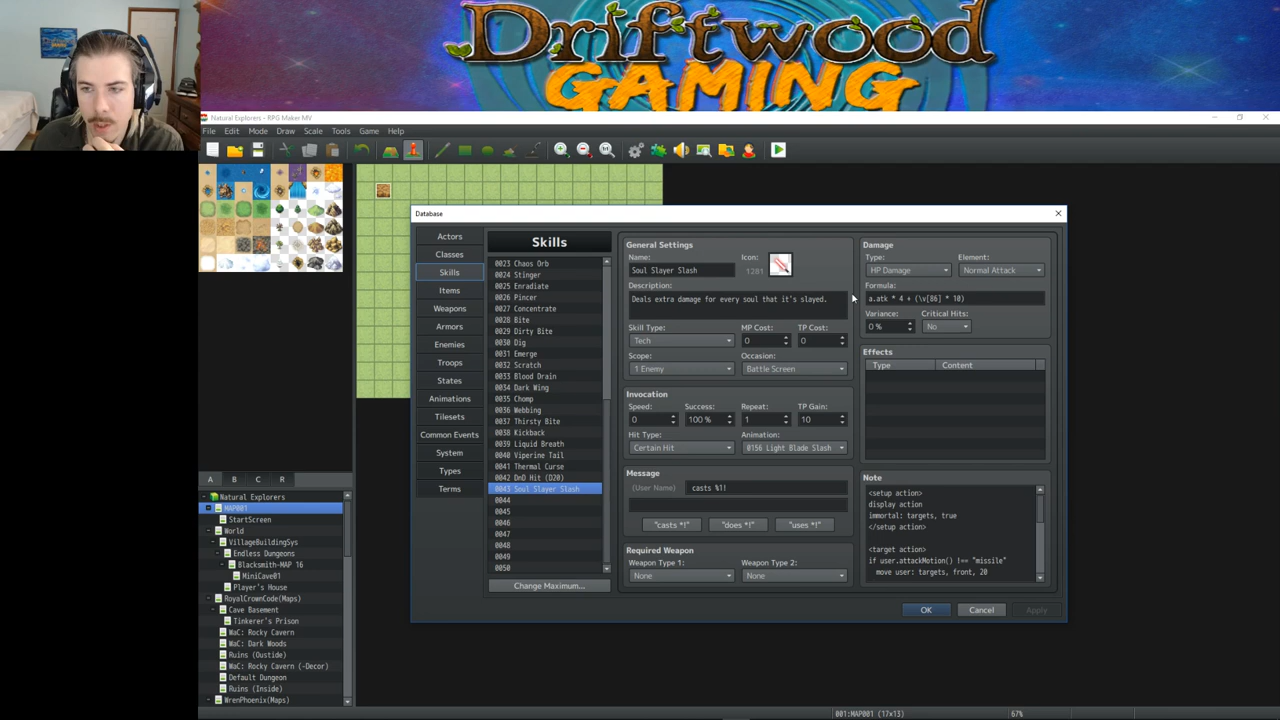 Driftwood
GAMING
Natural Explorers - RPG Maker MV
File Edit Mode Draw Scale Tools Game Help
Database
Actors
Classes
Skills
Items
Weapons
Armors
Enemies
Troops
States
Animations
Tilesets
Common Events
System
Types
Terms
Skills
0023 Chaos Orb
0024 Stinger
0025 Enradiate
0026 Pincer
0027 Concentrate
0028 Bite
0029 Dirty Bite
0030 Dig
0031 Emerge
0032 Scratch
0033 Blood Drain
0034 Dark Wing
0035 Chomp
0036 Webbing
0037 Thirsty Bite
0038 Kickback
0039 Liquid Breath
0040 Viperine Tail
0041 Thermal Curse
0042 DnD Hit (D20)
0043 Soul Slayer Slash
0044
0045
0046
0047
0048
0049
0050
Change Maximum...
General Settings
Name: Icon:
Soul Slayer Slash 1281
Description:
Deals extra damage for every soul that it's slayed.
Skill Type: MP Cost: TP Cost:
Tech 0 0
Scope: Occasion:
1 Enemy Battle Screen
Invocation
Speed: Success: Repeat: TP Gain:
0 100 % 1 10
Hit Type: Animation:
Certain Hit 0156 Light Blade Slash
Message
(User Name) casts %1!
"casts *!" "does *!" "uses *!"
Required Weapon
Weapon Type 1: Weapon Type 2:
None None
Damage
Type: Element:
HP Damage Normal Attack
Formula:
a.atk * 4 + (\v[86] * 10)
Variance: Critical Hits:
0 % No
Effects
Type Content
Note
<setup action>
display action
immortal: targets, true
</setup action>
<target action>
if user.attackMotion() !== "missile"
move user: targets, front, 20
OK Cancel Apply
A B C R
Natural Explorers
MAP001
StartScreen
World
VillageBuildingSys
Endless Dungeons
Blacksmith-MAP 16
MiniCave01
Player's House
RoyalCrownCode(Maps)
Cave Basement
Tinkerer's Prison
WaC: Rocky Cavern
WaC: Dark Woods
Ruins (Oustide)
WaC: Rocky Cavern (-Decor)
Default Dungeon
Ruins (Inside)
WrenPhoenix(Maps)
001:MAP001 (17x13) 67%